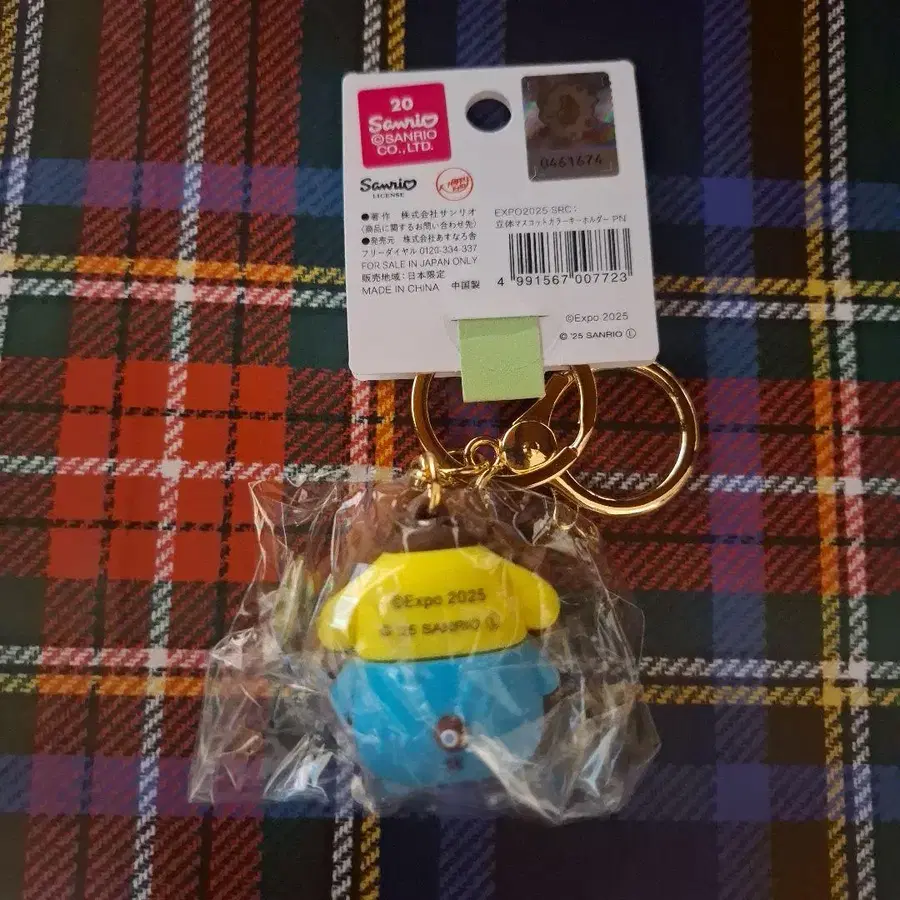 20
Sanrio
©SANRIO
CO., LTD.
0461674
Sanrio
LICENSE
●著作 株式会社サンリオ
(商品に関するお問い合わせ先)
●発売元 株式会社あすなろ舎
フリーダイヤル 0120-334-337
FOR SALE IN JAPAN ONLY
販売地域:日本限定
MADE IN CHINA 中国製
EXPO2025 SRC:
立体マスコットカラーキーホルダー PN
4 991567 007723
©Expo 2025
© '25 SANRIO Ⓛ
©Expo 2025
© '25 SANRIO Ⓛ